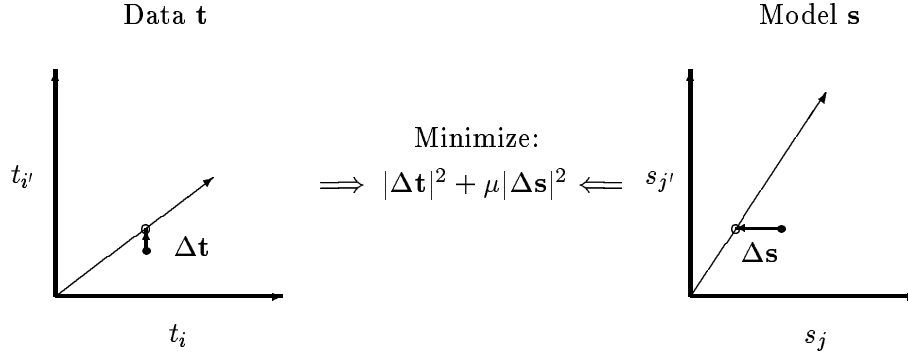 Data t
Model s
Minimize:
t_{i'}
⟹ |Δt|² + μ|Δs|² ⟸
s_{j'}
Δt
Δs
t_i
s_j